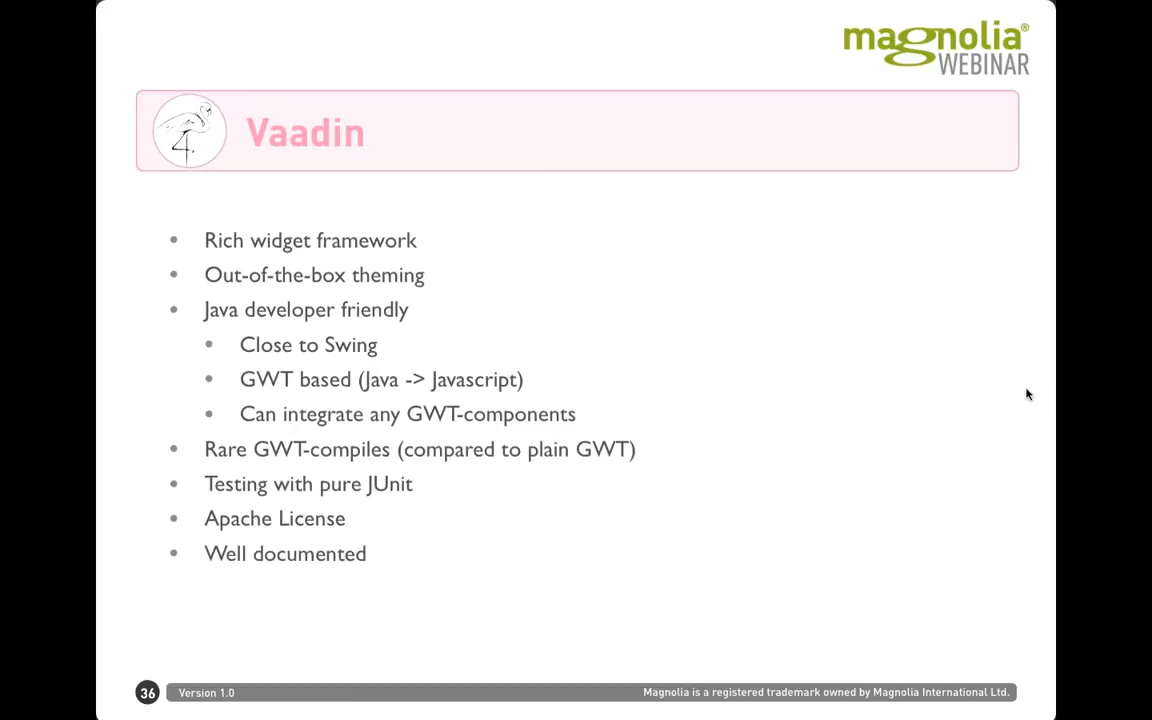 magnolia®
WEBINAR
Vaadin
• Rich widget framework
• Out-of-the-box theming
• Java developer friendly
• Close to Swing
• GWT based (Java -> Javascript)
• Can integrate any GWT-components
• Rare GWT-compiles (compared to plain GWT)
• Testing with pure JUnit
• Apache License
• Well documented
36 Version 1.0 Magnolia is a registered trademark owned by Magnolia International Ltd.